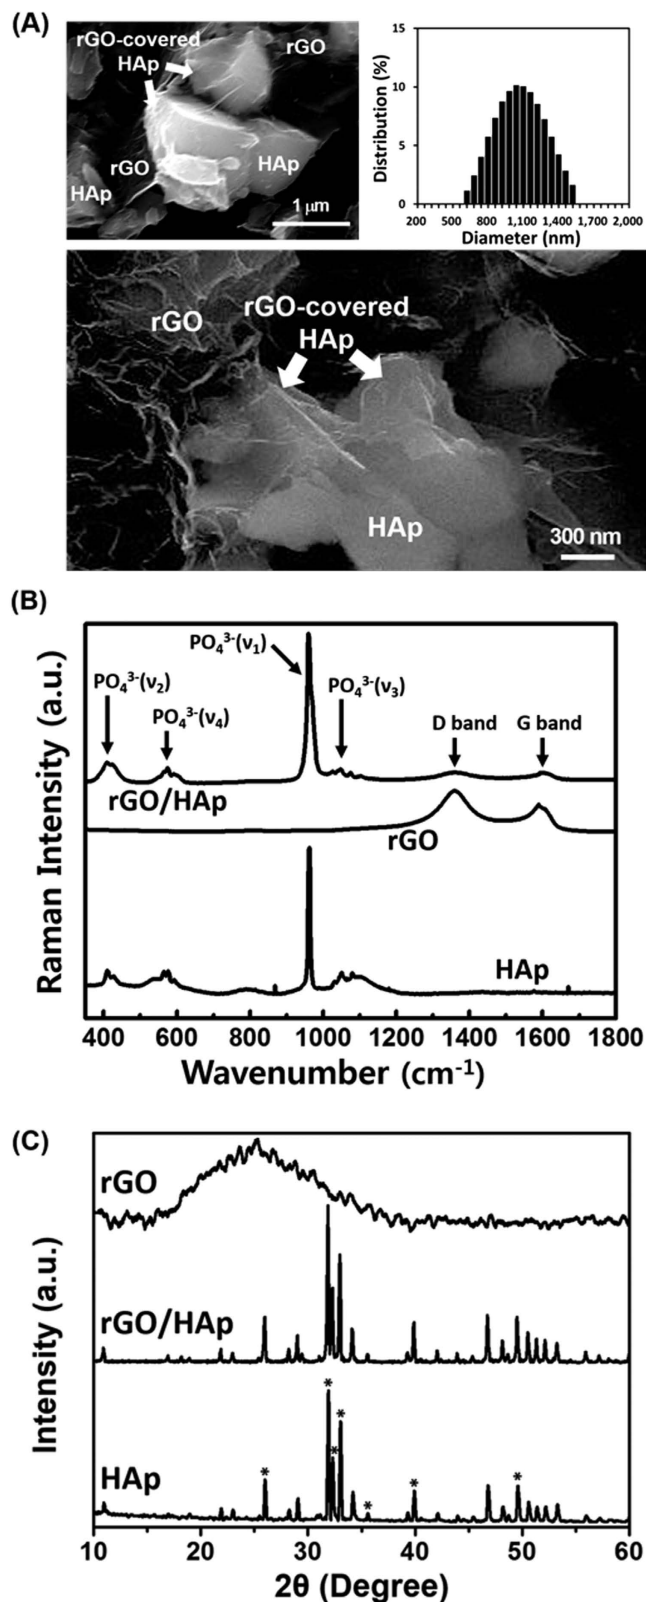 (A)
rGO-covered
HAp
rGO
rGO
HAp
HAp
1 μm
Distribution (%)
15
10
5
0
200 500 800 1,100 1,400 1,700 2,000
Diameter (nm)
rGO
rGO-covered
HAp
HAp
300 nm
(B)
Raman Intensity (a.u.)
PO₄³⁻(ν₂)
PO₄³⁻(ν₄)
PO₄³⁻(ν₁)
PO₄³⁻(ν₃)
D band
G band
rGO/HAp
rGO
HAp
400 600 800 1000 1200 1400 1600 1800
Wavenumber (cm⁻¹)
(C)
Intensity (a.u.)
rGO
rGO/HAp
HAp
* * * * * * *
10 20 30 40 50 60
2θ (Degree)